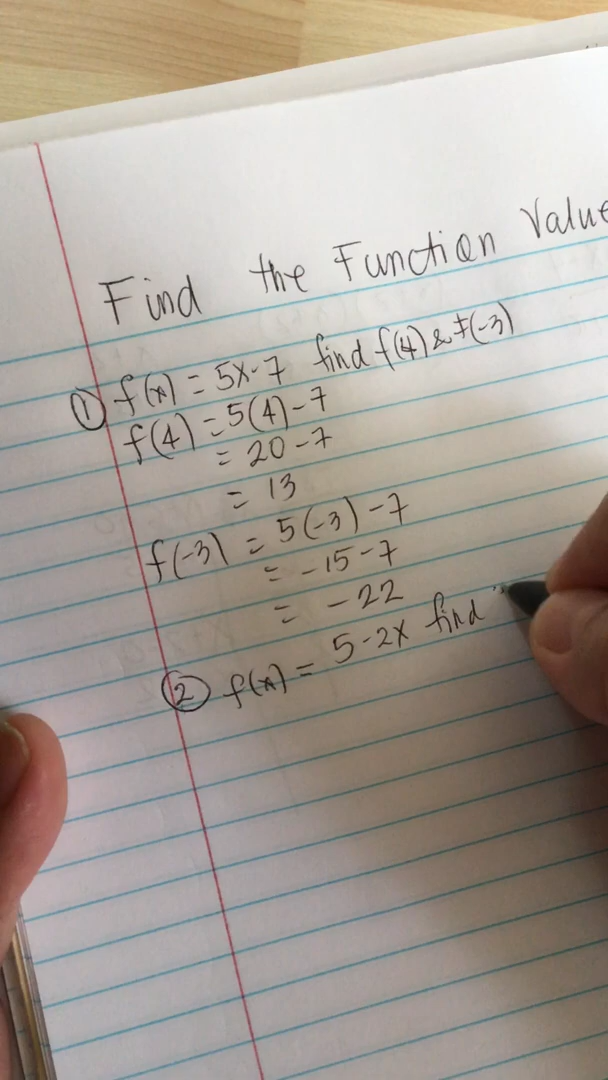 Find the Function Value
① f(x) = 5x-7 find f(4) & f(-3)
f(4) = 5(4)-7
= 20-7
= 13
f(-3) = 5(-3)-7
= -15-7
= -22
② f(x) = 5-2x find